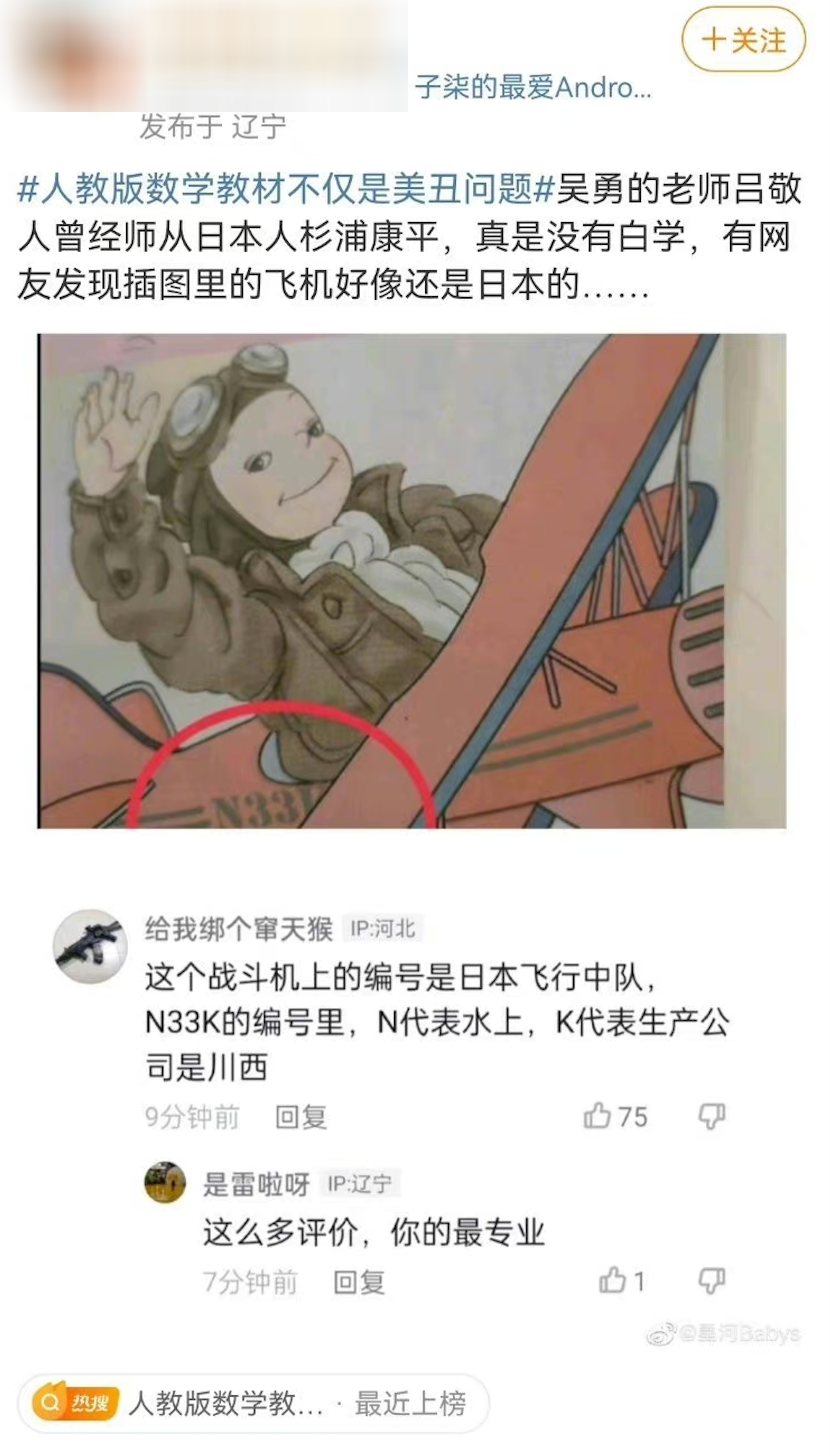 +关注
子柒的最爱Andro...
发布于 辽宁
#人教版数学教材不仅是美丑问题#吴勇的老师吕敬
人曾经师从日本人杉浦康平，真是没有白学，有网
友发现插图里的飞机好像还是日本的......
N33
给我绑个窜天猴 IP:河北
这个战斗机上的编号是日本飞行中队，
N33K的编号里，N代表水上，K代表生产公
司是川西
9分钟前 回复 75
是雷啦呀 IP:辽宁
这么多评价，你的最专业
7分钟前 回复 1
@星河Babys
热搜 人教版数学教... · 最近上榜